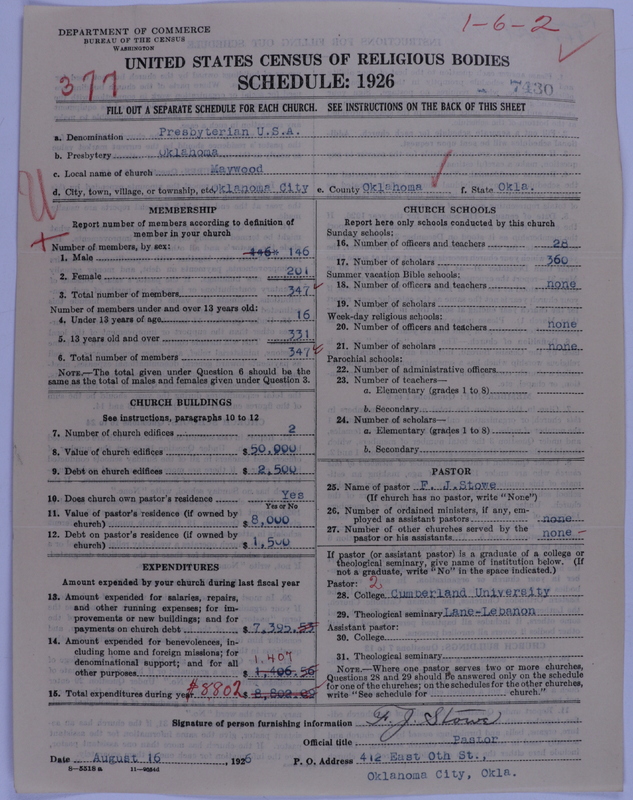 DEPARTMENT OF COMMERCE
BUREAU OF THE CENSUS
WASHINGTON
1-6-2
UNITED STATES CENSUS OF RELIGIOUS BODIES
377
SCHEDULE: 1926
7430
FILL OUT A SEPARATE SCHEDULE FOR EACH CHURCH. SEE INSTRUCTIONS ON THE BACK OF THIS SHEET
a. Denomination Presbyterian U.S.A.
b. Presbytery Oklahoma
c. Local name of church Maywood
d. City, town, village, or township, etc. Oklahoma City e. County Oklahoma f. State Okla.
MEMBERSHIP
Report number of members according to definition of
member in your church
Number of members, by sex:
1. Male 146 146
2. Female 201
3. Total number of members 347
Number of members under and over 13 years old:
4. Under 13 years of age 16
5. 13 years old and over 331
6. Total number of members 347
NOTE.—The total given under Question 6 should be the
same as the total of males and females given under Question 3.
CHURCH BUILDINGS
See instructions, paragraphs 10 to 12
7. Number of church edifices 2
8. Value of church edifices $ 50,000
9. Debt on church edifices $ 2,500
10. Does church own pastor's residence Yes
Yes or No
11. Value of pastor's residence (if owned by
church) $ 8,000
12. Debt on pastor's residence (if owned by
church) $ 1,500
EXPENDITURES
Amount expended by your church during last fiscal year
13. Amount expended for salaries, repairs,
and other running expenses; for im-
provements or new buildings; and for
payments on church debt $ 7,395.53
14. Amount expended for benevolences, in-
cluding home and foreign missions; for
denominational support; and for all
other purposes $ 1,406.56
1,407
15. Total expenditures during year $8802
CHURCH SCHOOLS
Report here only schools conducted by this church
Sunday schools:
16. Number of officers and teachers 28
17. Number of scholars 360
Summer vacation Bible schools:
18. Number of officers and teachers none
19. Number of scholars
Week-day religious schools:
20. Number of officers and teachers none
21. Number of scholars none
Parochial schools:
22. Number of administrative officers
23. Number of teachers—
a. Elementary (grades 1 to 8)
b. Secondary
24. Number of scholars—
a. Elementary (grades 1 to 8)
b. Secondary
PASTOR
25. Name of pastor F. J. Stowe
(If church has no pastor, write "None")
26. Number of ordained ministers, if any, em-
ployed as assistant pastors none
27. Number of other churches served by the
pastor or his assistants none
If pastor (or assistant pastor) is a graduate of a college or
theological seminary, give name of institution below. (If
not a graduate, write "No" in the space indicated.)
Pastor: 2
28. College Cumberland University
29. Theological seminary Lane-Lebanon
Assistant pastor:
30. College
31. Theological seminary
NOTE.—Where one pastor serves two or more churches,
Questions 28 and 29 should be answered only on the schedule
for one of the churches; on the schedules for the other churches,
write "See schedule for church."
Signature of person furnishing information F. J. Stowe
Official title Pastor
Date August 16, 1926 P. O. Address 412 East 6th St.,
8-5518 a
Oklahoma City, Okla.